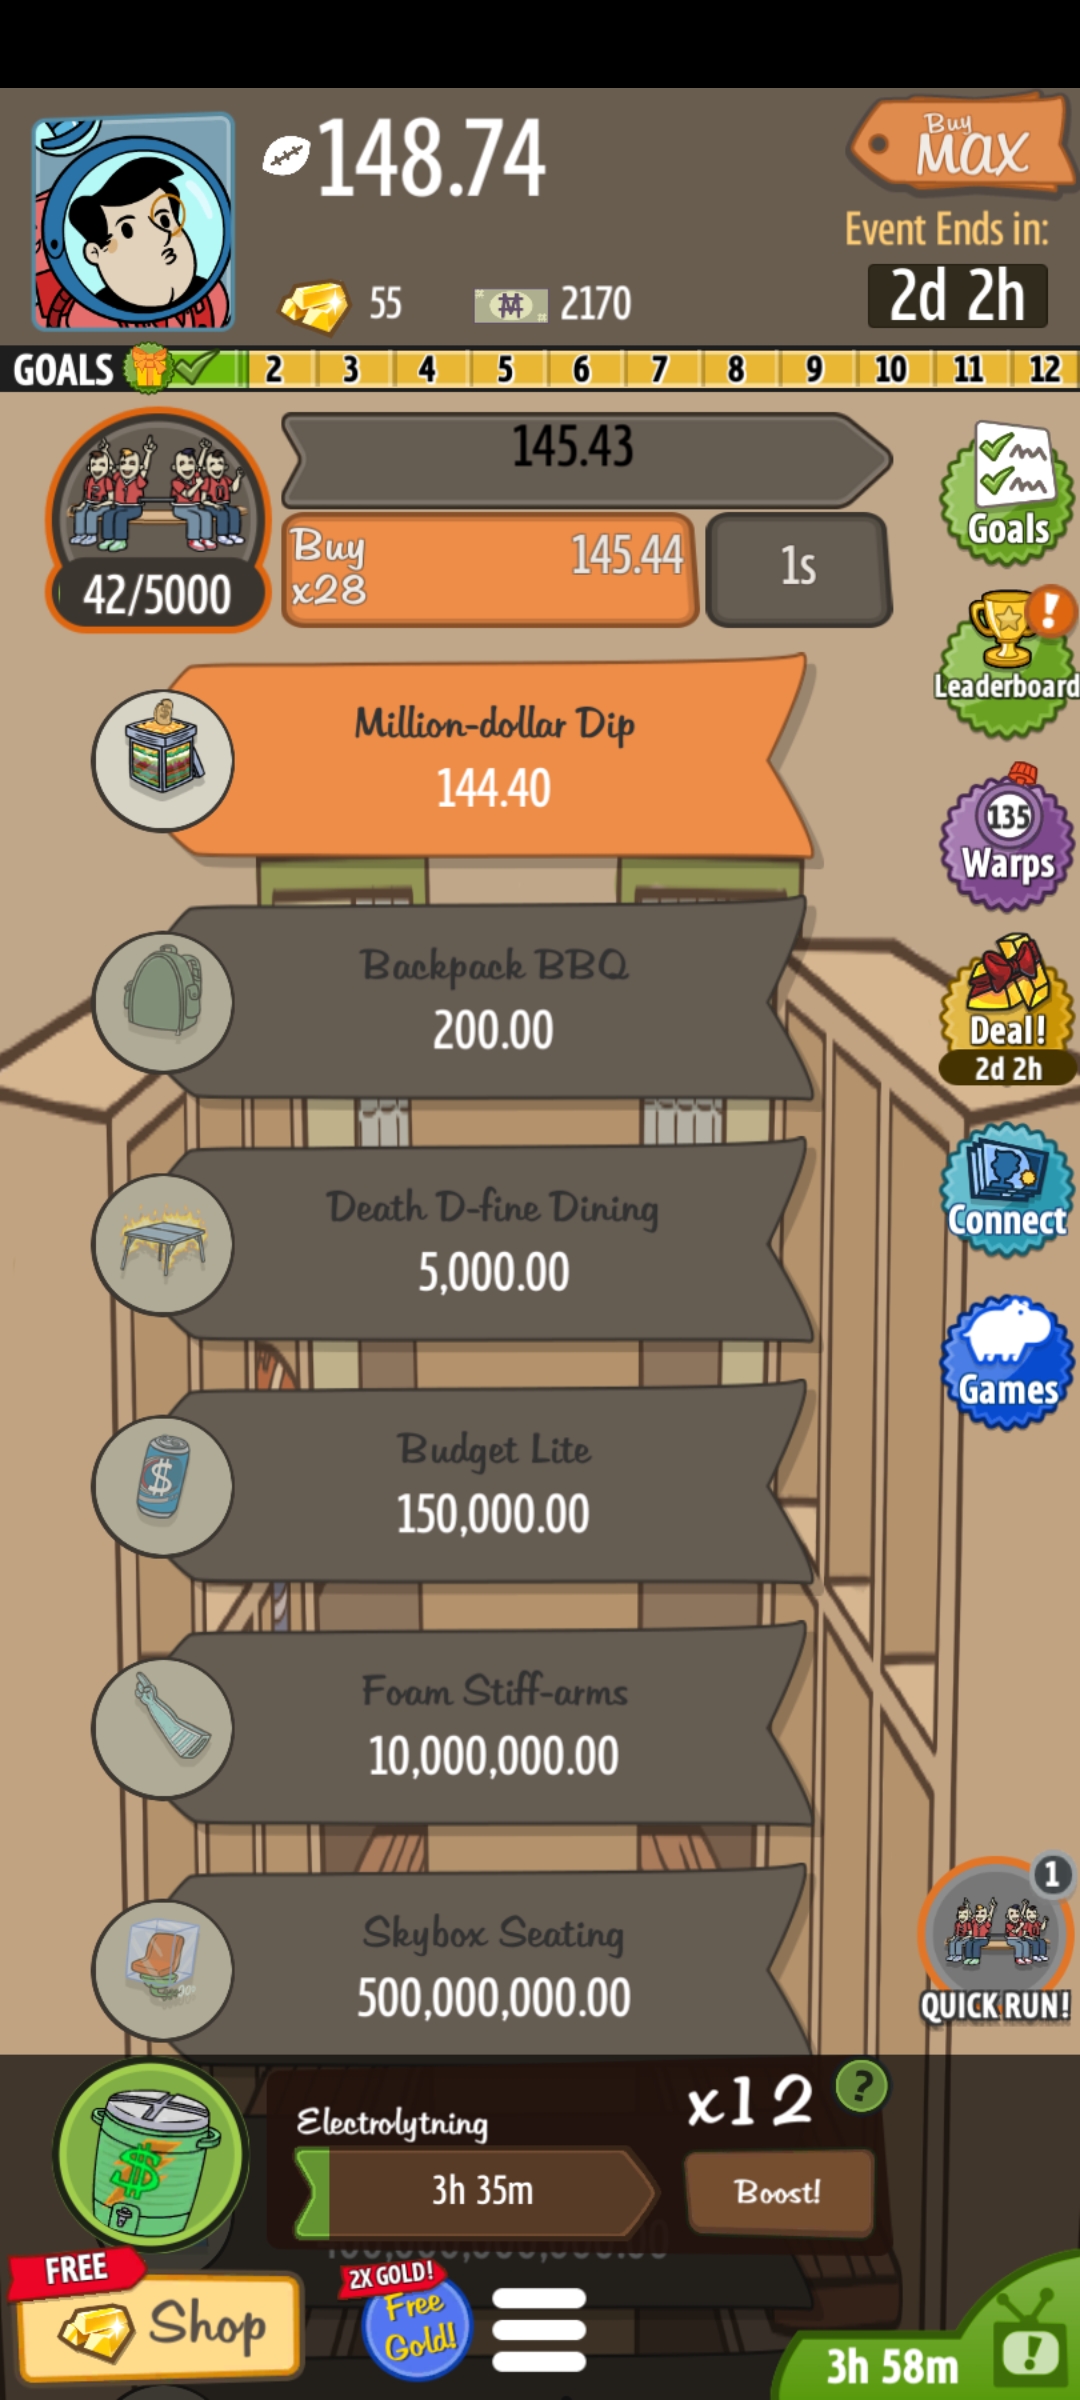 148.74
Buy
MAX
Event Ends in:
2d 2h
55
2170
GOALS 2 3 4 5 6 7 8 9 10 11 12
145.43
Buy
x28
145.44
1s
42/5000
Goals
Leaderboard
Million-dollar Dip
144.40
135
Warps
Backpack BBQ
200.00
Deal!
2d 2h
Death D-fine Dining
5,000.00
Connect
Games
Budget Lite
150,000.00
Foam Stiff-arms
10,000,000.00
Skybox Seating
500,000,000.00
1
QUICK RUN!
Electrolytning
x12
?
3h 35m
Boost!
FREE
Shop
2X GOLD!
Free
Gold!
3h 58m